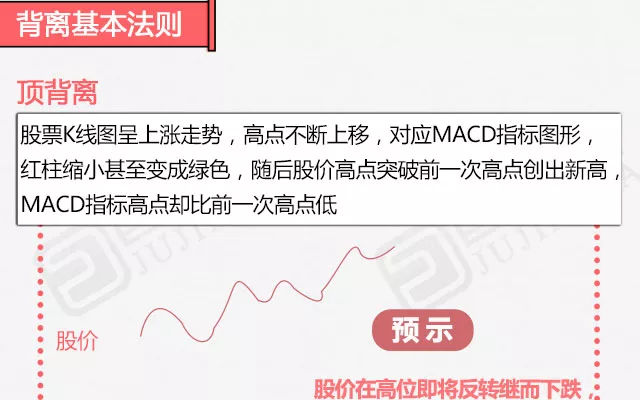 背离基本法则
顶背离
股票K线图呈上涨走势，高点不断上移，对应MACD指标图形，
红柱缩小甚至变成绿色，随后股价高点突破前一次高点创出新高，
MACD指标高点却比前一次高点低
股价
预示
股价在高位即将反转继而下跌，